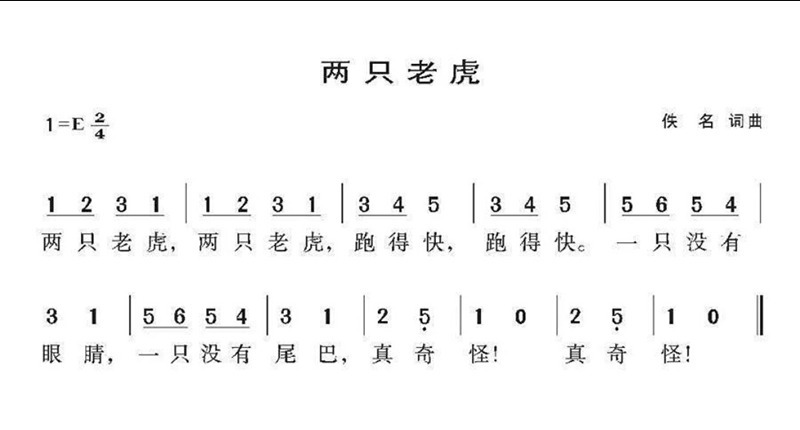 两只老虎
1=E 2/4
佚 名 词曲
1 2 3 1 | 1 2 3 1 | 3 4 5 | 3 4 5 | 5 6 5 4 |
两只老虎，两只老虎，跑得快，跑得快。一只没有
3 1 | 5 6 5 4 | 3 1 | 2 5̣ | 1 0 | 2 5̣ | 1 0 ‖
眼睛，一只没有尾巴，真奇怪！真奇怪！